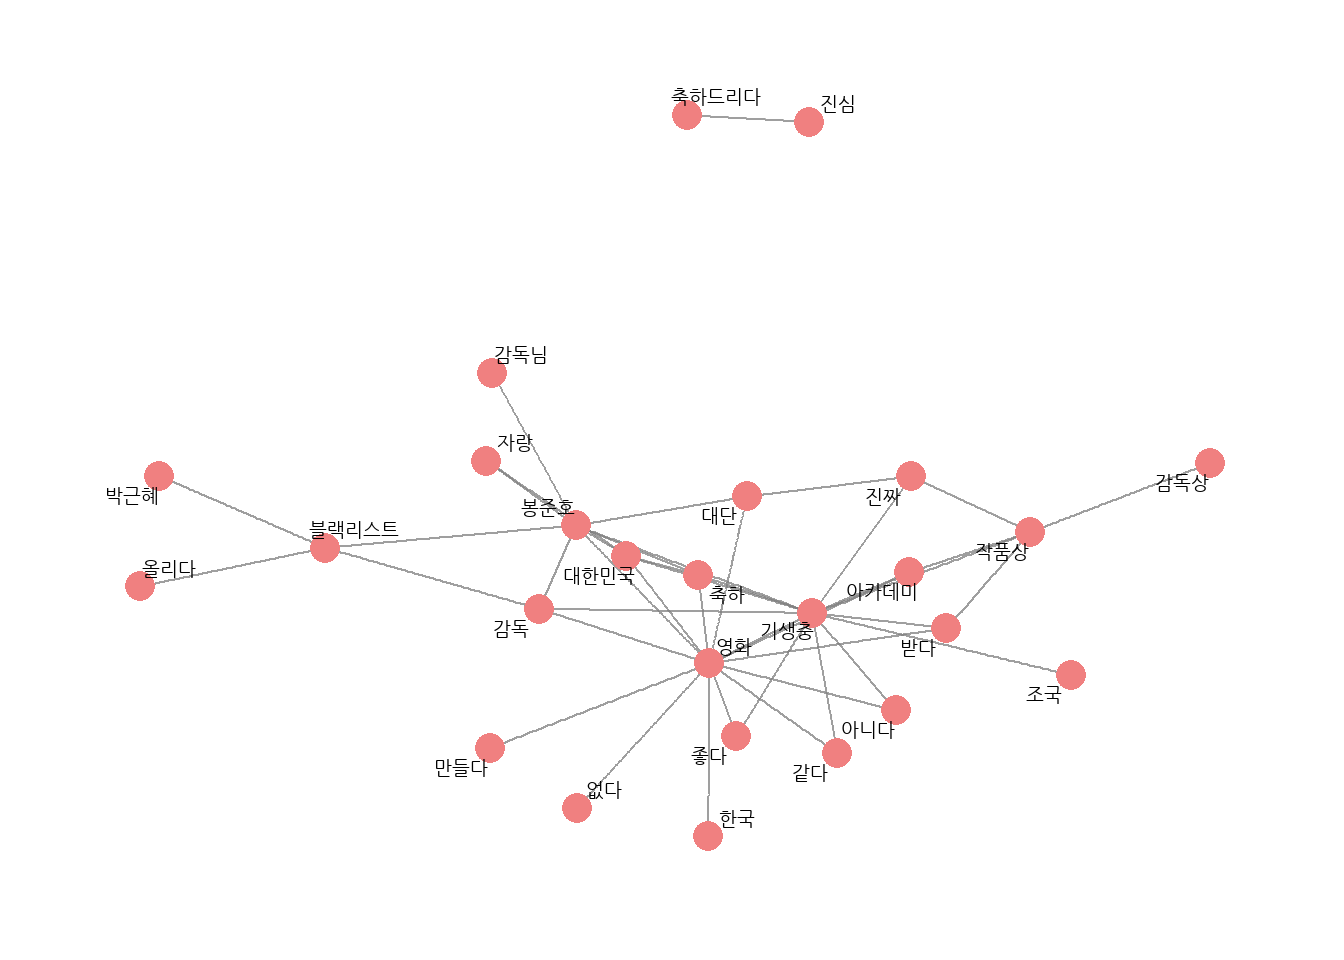 축하드리다
진심
감독님
자랑
박근혜
감독상
봉준호
대단
진짜
블랙리스트
작품상
올리다
대한민국
축하
아카데미
감독
기생충
영화
받다
조국
아니다
좋다
만들다
같다
없다
한국